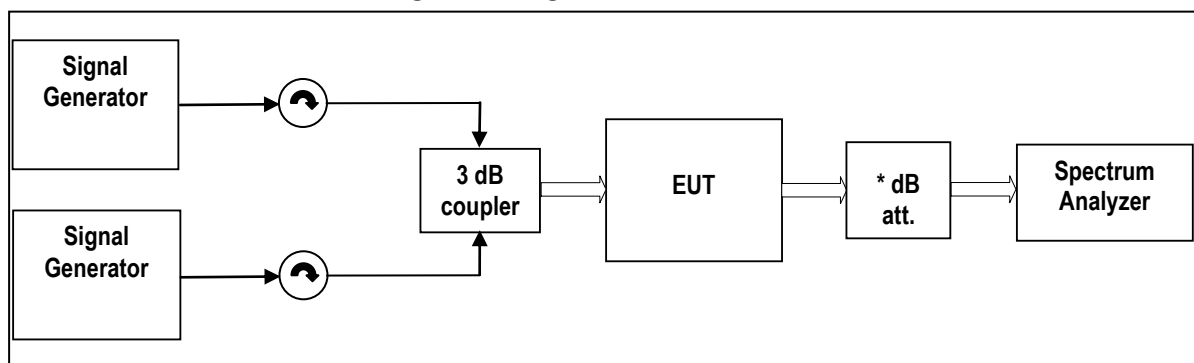 Signal
Generator
3 dB
coupler
EUT
* dB
att.
Spectrum
Analyzer
Signal
Generator